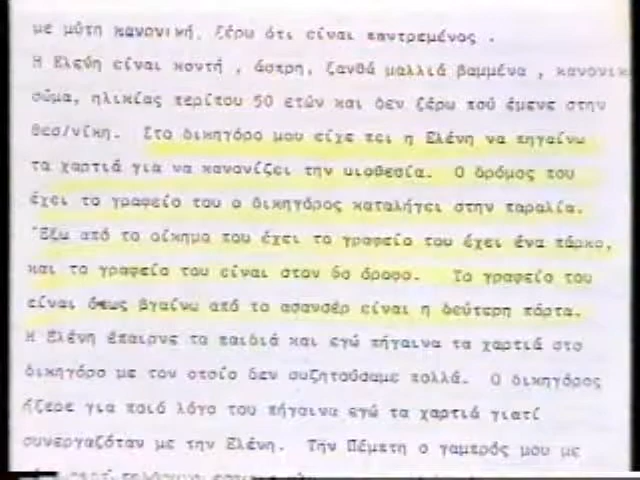 με μύτη κανονική, ξέρω ότι είναι παντρεμένος .
Η Ελένη είναι κοντή , άσπρη, ξανθά μαλλιά βαμμένα , κανονικ
σώμα, ηλικίας περίπου 50 ετών και δεν ξέρω πού έμενε στην
Θεσ/νίκη. Στο δικηγόρο μου είχε πει η Ελένη να πηγαίνω
τα χαρτιά για να κανονίζει την υιοθεσία. Ο δρόμος που
έχει το γραφείο του ο δικηγόρος καταλήγει στην παραλία.
Έξω από το οίκημα που έχει το γραφείο του έχει ένα πάρκο,
και το γραφείο του είναι στον 5ο όροφο. Το γραφείο του
είναι όπως βγαίνω από το ασανσέρ είναι η δεύτερη πόρτα.
Η Ελένη έπαιρνε τα παιδιά και εγώ πήγαινα τα χαρτιά στο
δικηγόρο με τον οποίο δεν συζητούσαμε πολλά. Ο δικηγόρος
ήξερε για ποιό λόγο του πήγαινα εγώ τα χαρτιά γιατί
συνεργαζόταν με την Ελένη. Την Πέμπτη ο γαμπρός μου με